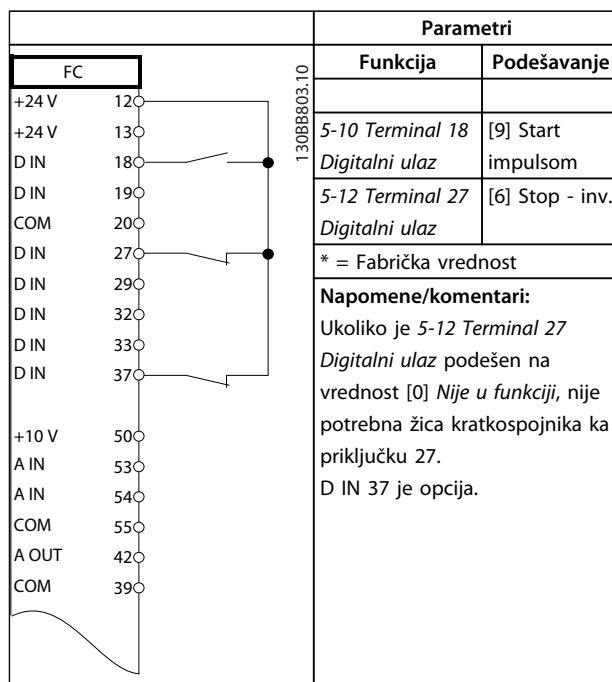 FC
+24 V 12
+24 V 13
D IN 18
D IN 19
COM 20
D IN 27
D IN 29
D IN 32
D IN 33
D IN 37
+10 V 50
A IN 53
A IN 54
COM 55
A OUT 42
COM 39
130BB803.10
Parametri
Funkcija Podešavanje
5-10 Terminal 18 [9] Start
Digitalni ulaz impulsom
5-12 Terminal 27 [6] Stop - inv.
Digitalni ulaz
* = Fabrička vrednost
Napomene/komentari:
Ukoliko je 5-12 Terminal 27
Digitalni ulaz podešen na
vrednost [0] Nije u funkciji, nije
potrebna žica kratkospojnika ka
priključku 27.
D IN 37 je opcija.